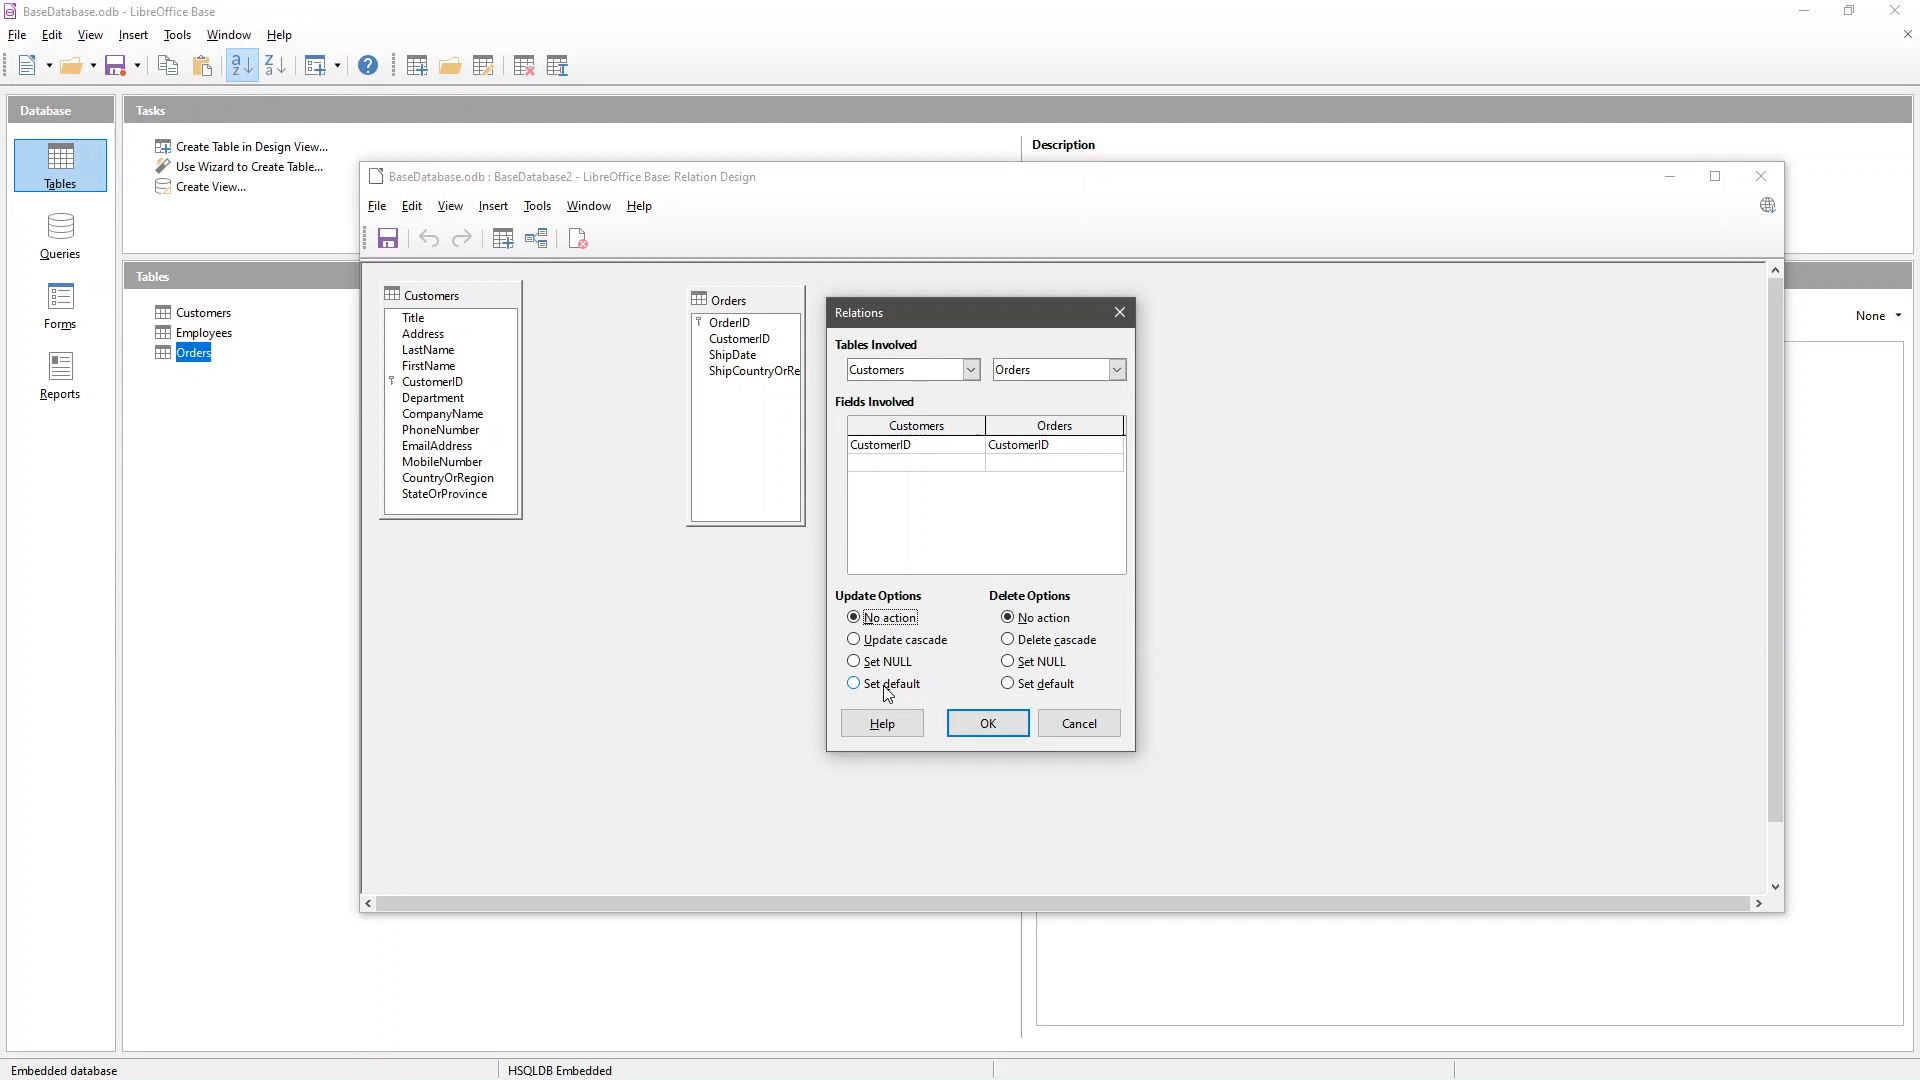 BaseDatabase.odb - LibreOffice Base
File Edit View Insert Tools Window Help
Database
Tasks
Tables
Queries
Forms
Reports
Create Table in Design View...
Use Wizard to Create Table...
Create View...
Description
Tables
Customers
Employees
Orders
None
BaseDatabase.odb : BaseDatabase2 - LibreOffice Base: Relation Design
File Edit View Insert Tools Window Help
Customers
Title
Address
LastName
FirstName
CustomerID
Department
CompanyName
PhoneNumber
EmailAddress
MobileNumber
CountryOrRegion
StateOrProvince
Orders
OrderID
CustomerID
ShipDate
ShipCountryOrRe
Relations
Tables Involved
Customers Orders
Fields Involved
Customers Orders
CustomerID CustomerID
Update Options Delete Options
No action No action
Update cascade Delete cascade
Set NULL Set NULL
Set default Set default
Help OK Cancel
Embedded database HSQLDB Embedded